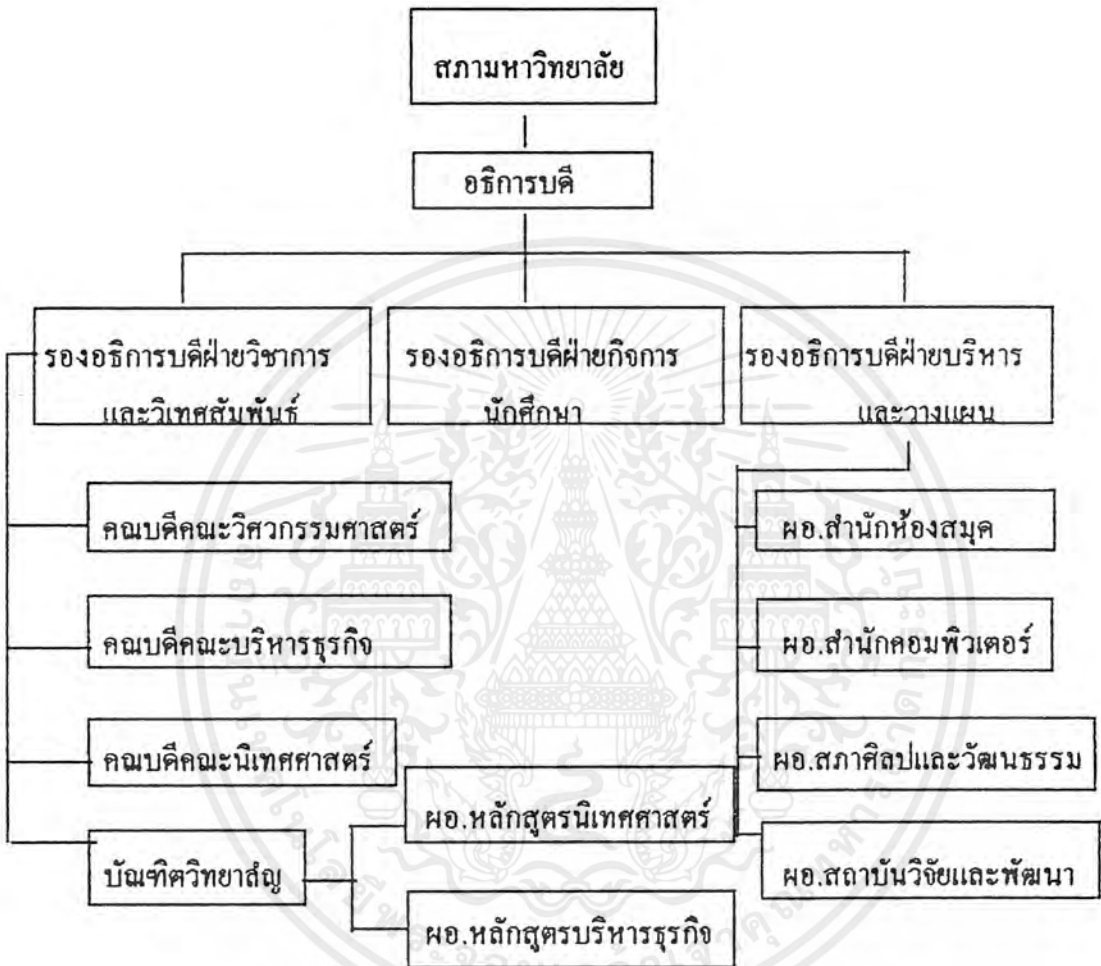 สภามหาวิทยาลัย
อธิการบดี
รองอธิการบดีฝ่ายวิชาการ
และวิเทศสัมพันธ์
รองอธิการบดีฝ่ายกิจการ
นักศึกษา
รองอธิการบดีฝ่ายบริหาร
และวางแผน
คณบดีคณะวิศวกรรมศาสตร์
คณบดีคณะบริหารธุรกิจ
คณบดีคณะนิเทศศาสตร์
บัณฑิตวิทยาลํญ
ผอ.หลักสูตรนิเทศศาสตร์
ผอ.หลักสูตรบริหารธุรกิจ
ผอ.สำนักห้องสมุด
ผอ.สำนักคอมพิวเตอร์
ผอ.สภาศิลปและวัฒนธรรม
ผอ.สถาบันวิจัยและพัฒนา